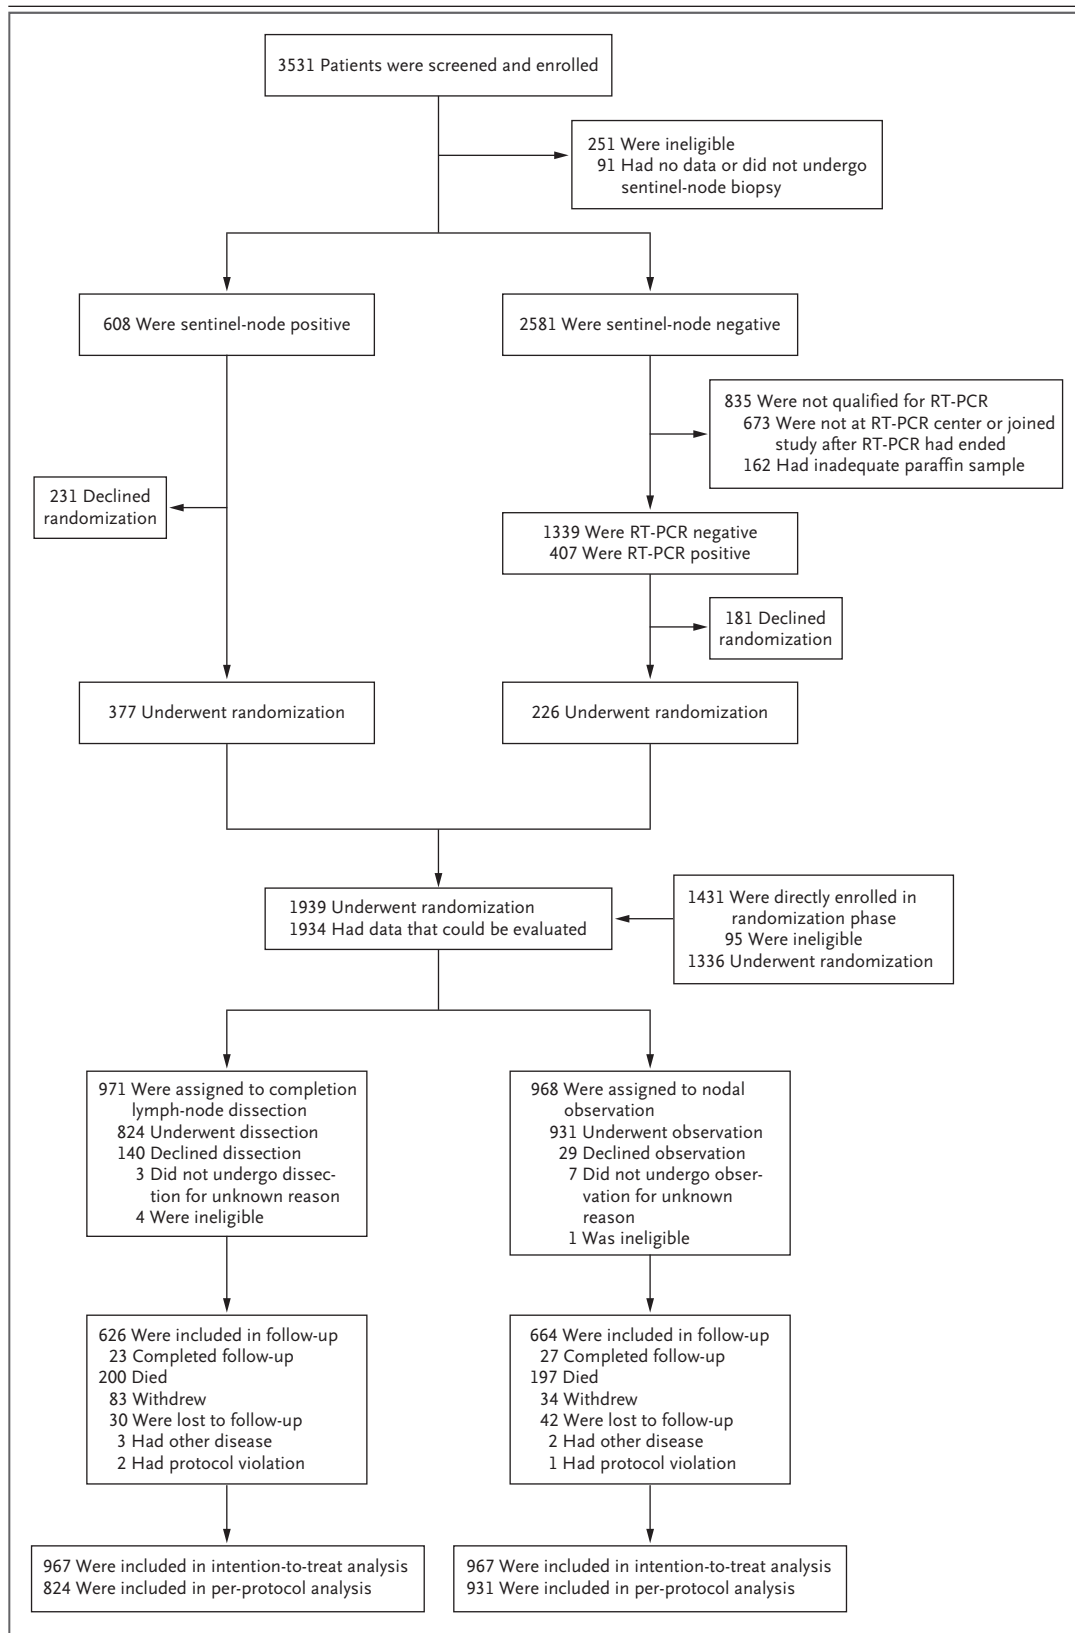 3531 Patients were screened and enrolled
251 Were ineligible
91 Had no data or did not undergo
sentinel-node biopsy
608 Were sentinel-node positive
2581 Were sentinel-node negative
835 Were not qualified for RT-PCR
673 Were not at RT-PCR center or joined
study after RT-PCR had ended
162 Had inadequate paraffin sample
231 Declined
randomization
1339 Were RT-PCR negative
407 Were RT-PCR positive
181 Declined
randomization
377 Underwent randomization
226 Underwent randomization
1939 Underwent randomization
1934 Had data that could be evaluated
1431 Were directly enrolled in
randomization phase
95 Were ineligible
1336 Underwent randomization
971 Were assigned to completion
lymph-node dissection
824 Underwent dissection
140 Declined dissection
3 Did not undergo dissec-
tion for unknown reason
4 Were ineligible
968 Were assigned to nodal
observation
931 Underwent observation
29 Declined observation
7 Did not undergo obser-
vation for unknown
reason
1 Was ineligible
626 Were included in follow-up
23 Completed follow-up
200 Died
83 Withdrew
30 Were lost to follow-up
3 Had other disease
2 Had protocol violation
664 Were included in follow-up
27 Completed follow-up
197 Died
34 Withdrew
42 Were lost to follow-up
2 Had other disease
1 Had protocol violation
967 Were included in intention-to-treat analysis
824 Were included in per-protocol analysis
967 Were included in intention-to-treat analysis
931 Were included in per-protocol analysis